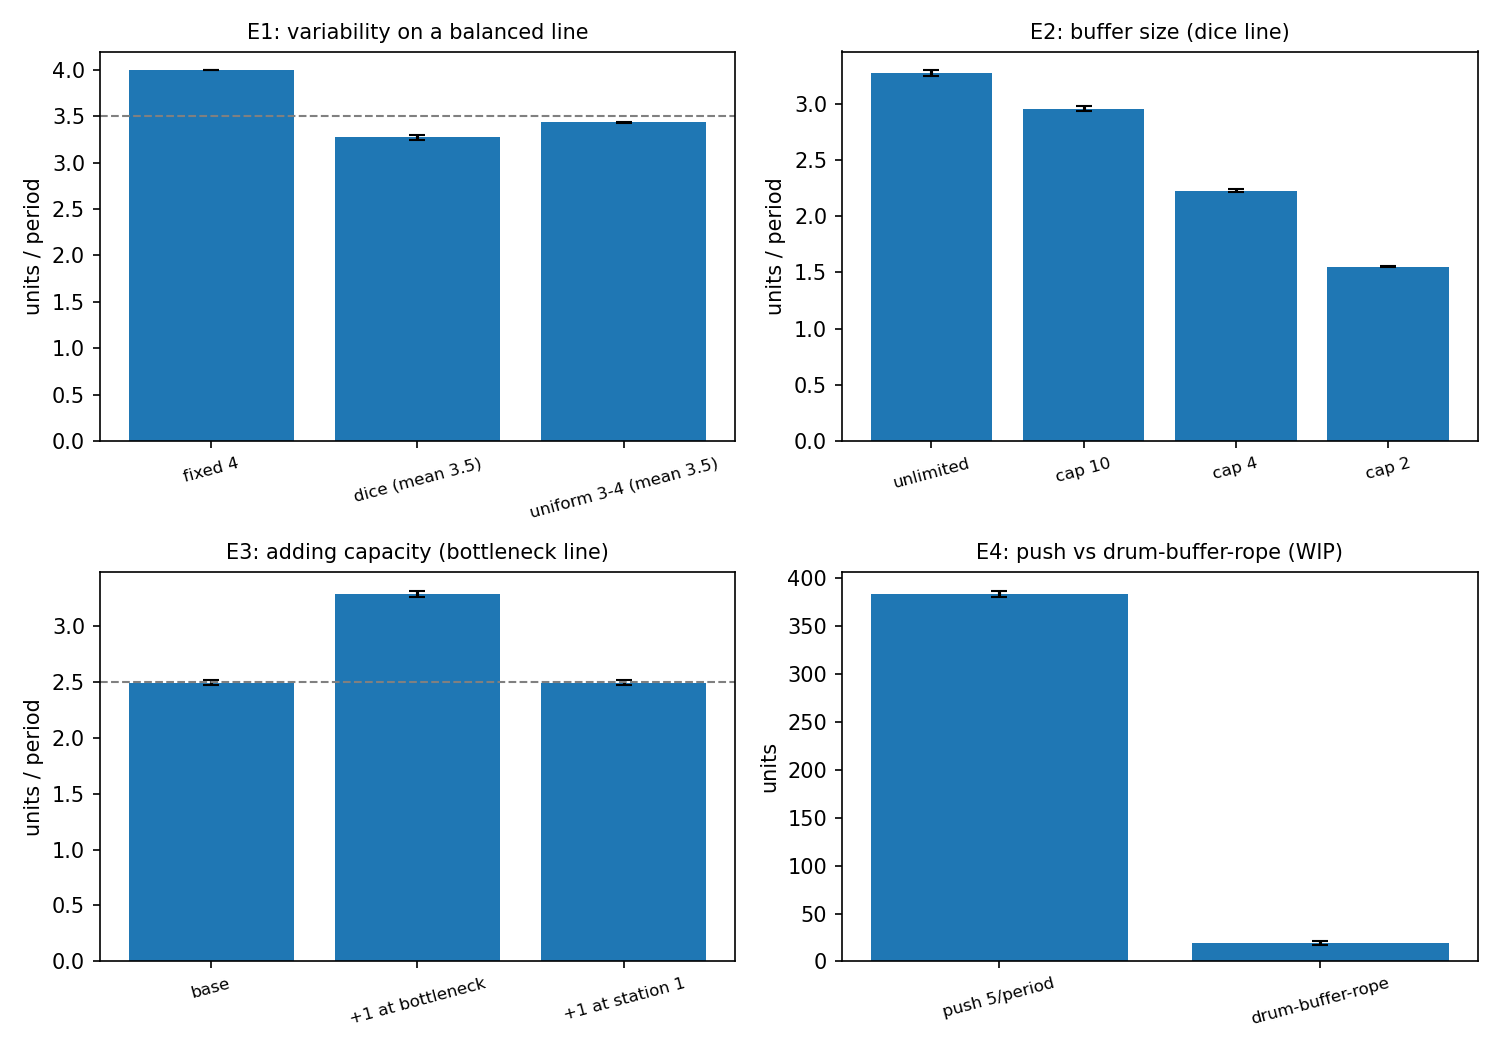 E1: variability on a balanced line
units / period
4.0
3.5
3.0
2.5
2.0
1.5
1.0
0.5
0.0
fixed 4
dice (mean 3.5)
uniform 3-4 (mean 3.5)
E2: buffer size (dice line)
units / period
3.0
2.5
2.0
1.5
1.0
0.5
0.0
unlimited
cap 10
cap 4
cap 2
E3: adding capacity (bottleneck line)
units / period
3.0
2.5
2.0
1.5
1.0
0.5
0.0
base
+1 at bottleneck
+1 at station 1
E4: push vs drum-buffer-rope (WIP)
units
400
350
300
250
200
150
100
50
0
push 5/period
drum-buffer-rope